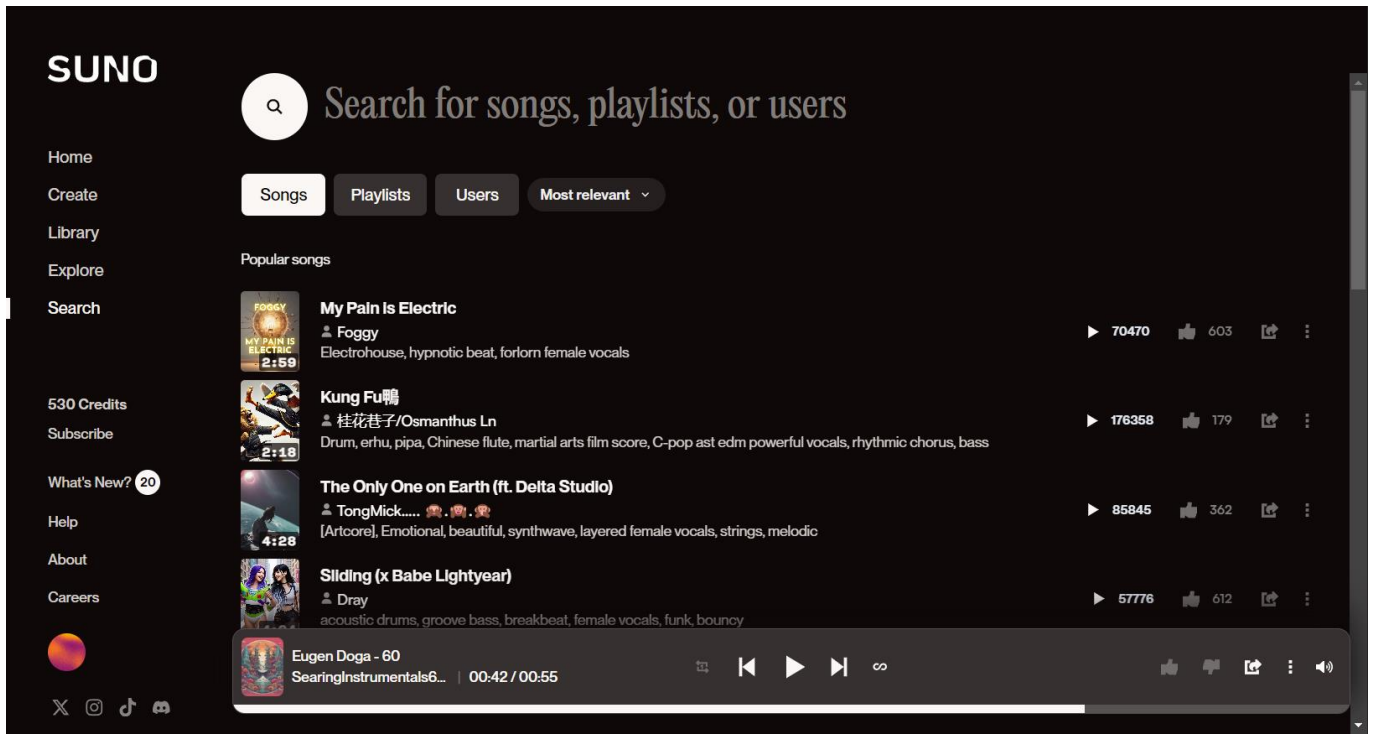 SUNO
Home
Create
Library
Explore
Search
530 Credits
Subscribe
What's New? 20
Help
About
Careers
Search for songs, playlists, or users
Songs Playlists Users Most relevant
Popular songs
FOGGY
MY PAIN IS
ELECTRIC
2:59
My Pain Is Electric
Foggy
Electrohouse, hypnotic beat, forlorn female vocals
70470 603
2:18
Kung Fu鴨
桂花巷子/Osmanthus Ln
Drum, erhu, pipa, Chinese flute, martial arts film score, C-pop ast edm powerful vocals, rhythmic chorus, bass
176358 179
4:28
The Only One on Earth (ft. Delta Studio)
TongMick..... 🙊.🙉.🙊
[Artcore], Emotional, beautiful, synthwave, layered female vocals, strings, melodic
85845 362
Sliding (x Babe Lightyear)
Dray
acoustic drums, groove bass, breakbeat, female vocals, funk, bouncy
57776 612
Eugen Doga - 60
SearingInstrumentals6... | 00:42 / 00:55